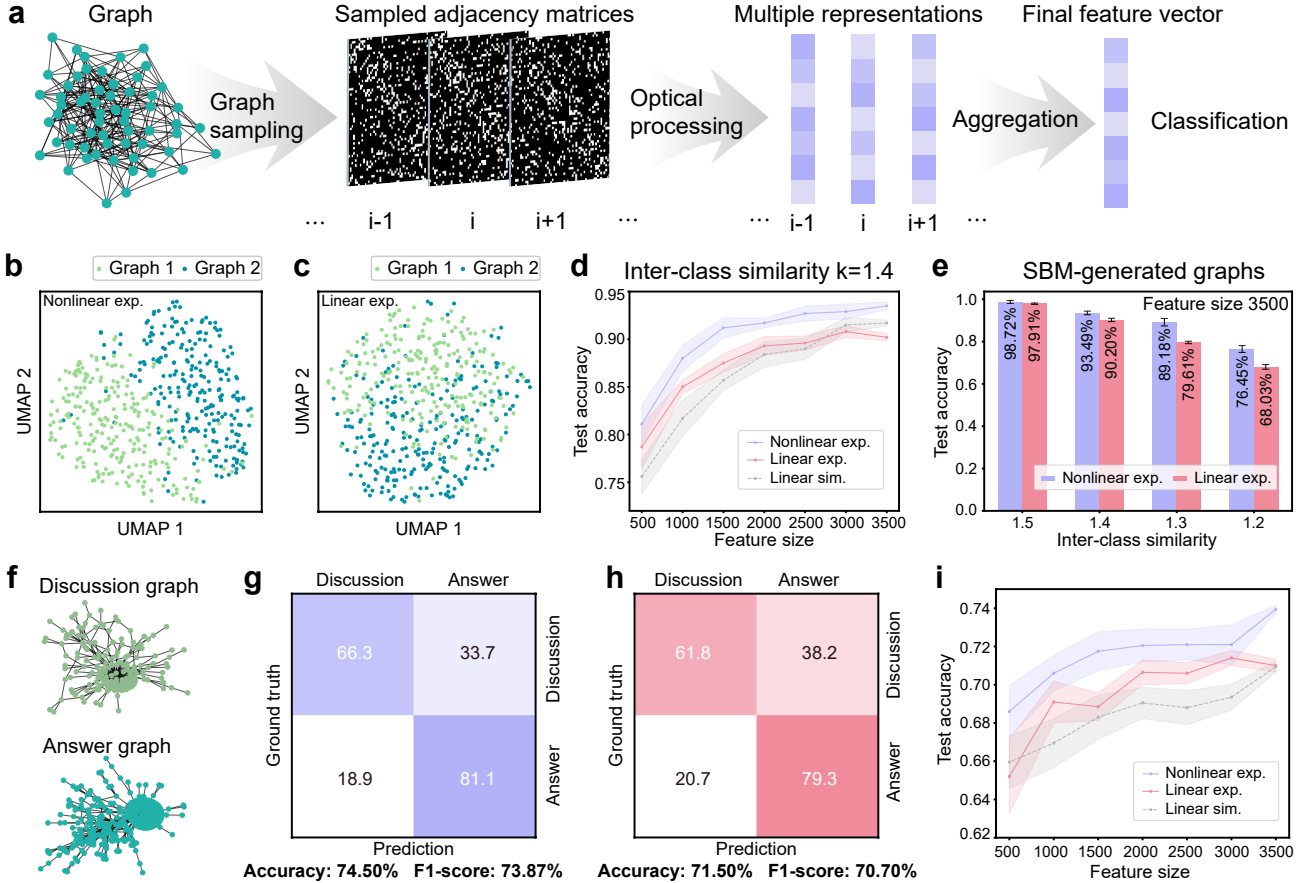 a
Graph
Sampled adjacency matrices
Multiple representations
Final feature vector
Graph
sampling
Optical
processing
Aggregation
Classification
... i-1 i i+1 ...
... i-1 i i+1 ...
b
Graph 1 Graph 2
Nonlinear exp.
UMAP 2
UMAP 1
c
Graph 1 Graph 2
Linear exp.
UMAP 2
UMAP 1
d
Inter-class similarity k=1.4
0.95
0.90
0.85
0.80
0.75
Test accuracy
Nonlinear exp.
Linear exp.
Linear sim.
500 1000 1500 2000 2500 3000 3500
Feature size
e
SBM-generated graphs
Feature size 3500
1.0
0.8
0.6
0.4
0.2
0.0
Test accuracy
98.72%
97.91%
93.49%
90.20%
89.18%
79.61%
76.45%
68.03%
Nonlinear exp. Linear exp.
1.5 1.4 1.3 1.2
Inter-class similarity
f
Discussion graph
Answer graph
g
Discussion Answer
Ground truth
66.3 33.7
18.9 81.1
Discussion
Answer
Prediction
Accuracy: 74.50% F1-score: 73.87%
h
Discussion Answer
Ground truth
61.8 38.2
20.7 79.3
Discussion
Answer
Prediction
Accuracy: 71.50% F1-score: 70.70%
i
0.74
0.72
0.70
0.68
0.66
0.64
0.62
Test accuracy
Nonlinear exp.
Linear exp.
Linear sim.
500 1000 1500 2000 2500 3000 3500
Feature size